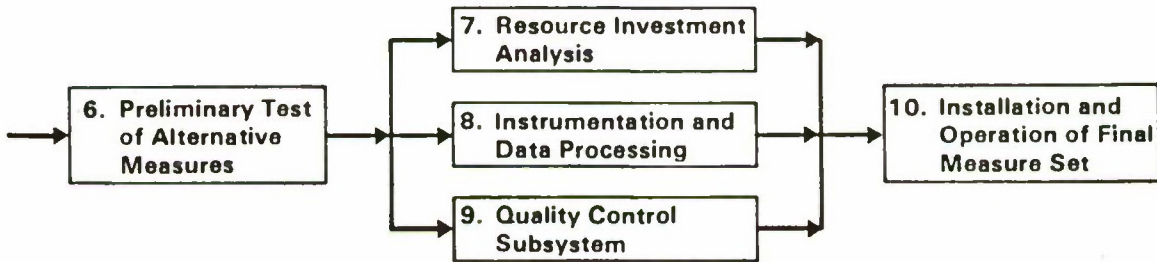 7. Resource Investment
Analysis
6. Preliminary Test
of Alternative
Measures
8. Instrumentation and
Data Processing
10. Installation and
Operation of Final
Measure Set
9. Quality Control
Subsystem